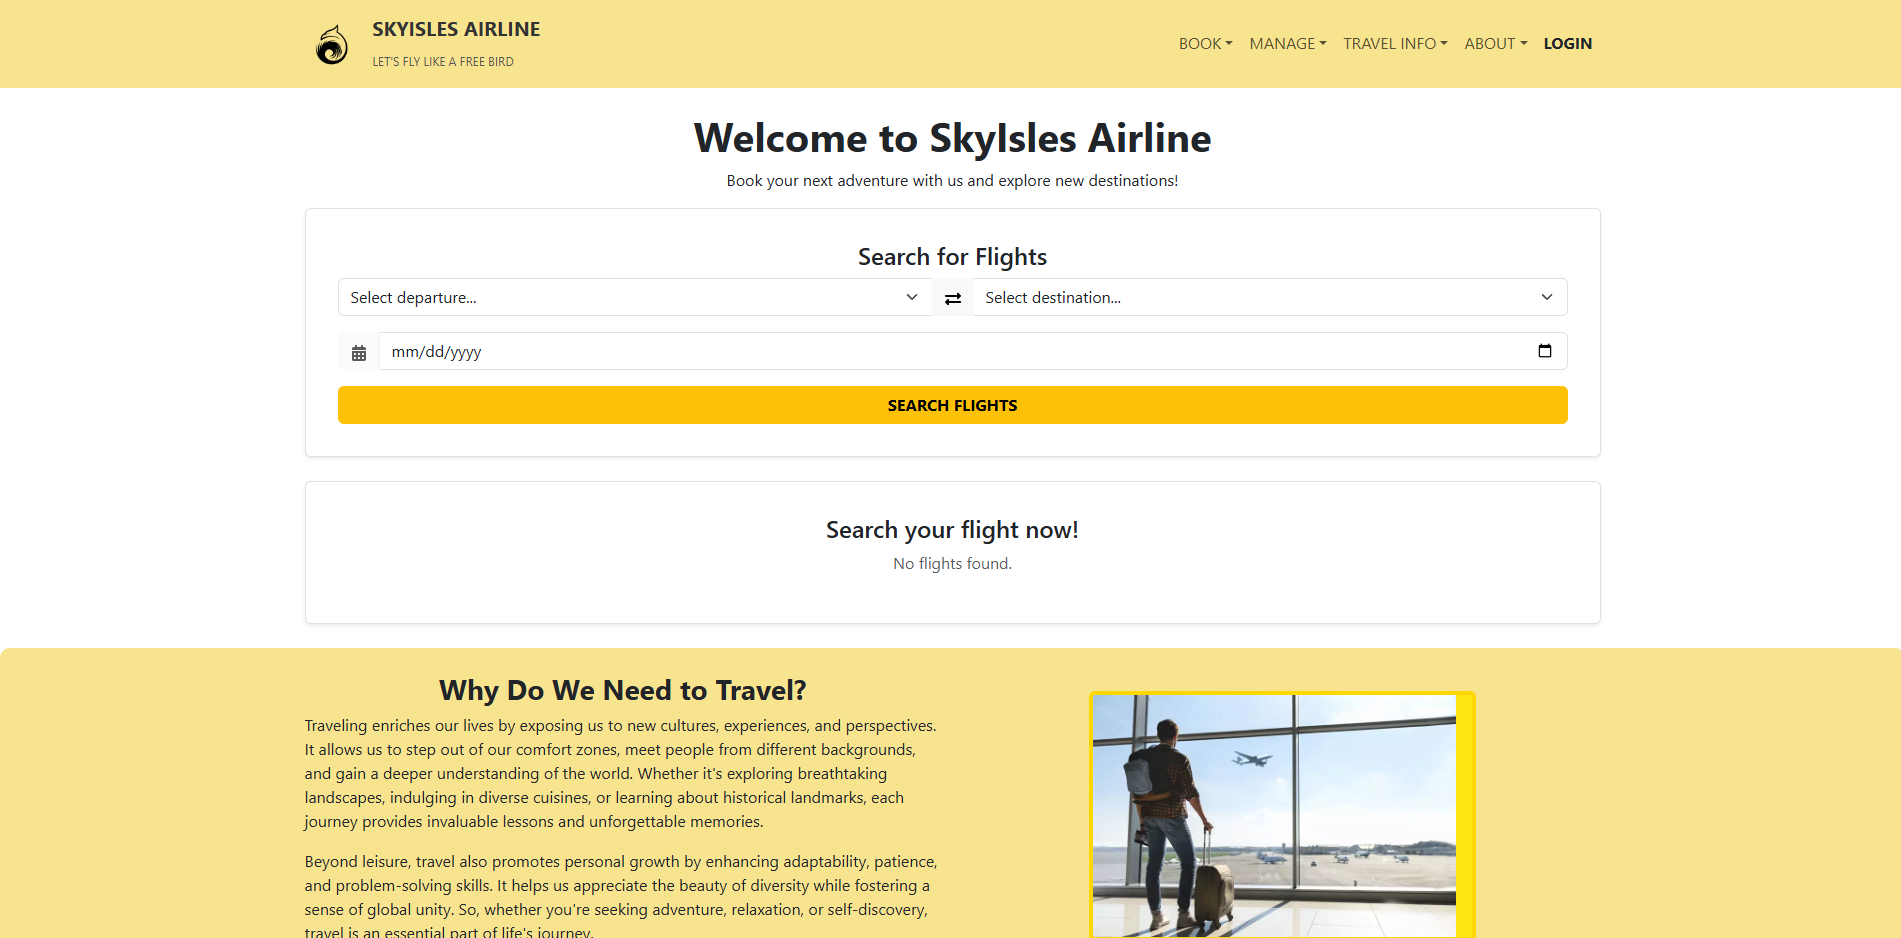 SKYISLES AIRLINE
LET'S FLY LIKE A FREE BIRD
BOOK
MANAGE
TRAVEL INFO
ABOUT
LOGIN
Welcome to SkyIsles Airline
Book your next adventure with us and explore new destinations!
Search for Flights
Select departure...
Select destination...
mm/dd/yyyy
SEARCH FLIGHTS
Search your flight now!
No flights found.
Why Do We Need to Travel?
Traveling enriches our lives by exposing us to new cultures, experiences, and perspectives.
It allows us to step out of our comfort zones, meet people from different backgrounds,
and gain a deeper understanding of the world. Whether it's exploring breathtaking
landscapes, indulging in diverse cuisines, or learning about historical landmarks, each
journey provides invaluable lessons and unforgettable memories.
Beyond leisure, travel also promotes personal growth by enhancing adaptability, patience,
and problem-solving skills. It helps us appreciate the beauty of diversity while fostering a
sense of global unity. So, whether you're seeking adventure, relaxation, or self-discovery,
travel is an essential part of life's journey.